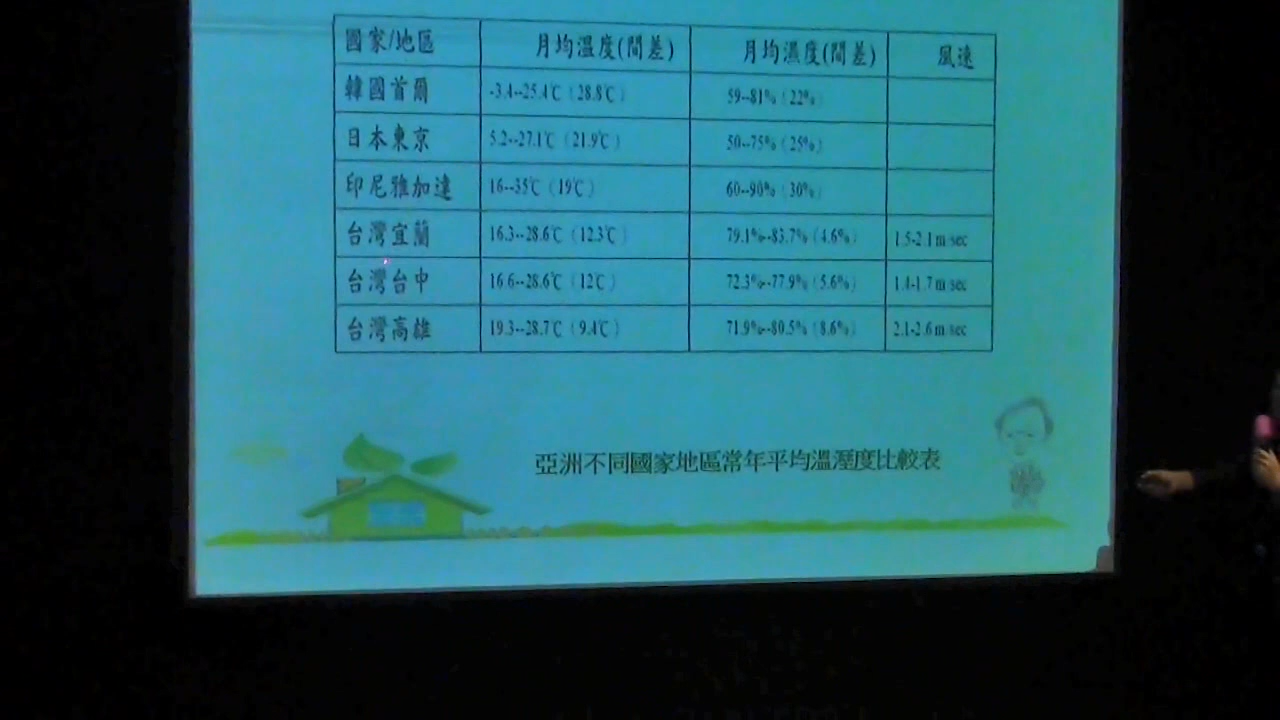 國家/地區 月均溫度(間差) 月均濕度(間差) 風速
韓國首爾 -3.4--25.4℃ (28.8℃) 59--81% (22%)
日本東京 5.2--27.1℃ (21.9℃) 50--75% (25%)
印尼雅加達 16--35℃ (19℃) 60--90% (30%)
台灣宜蘭 16.3--28.6℃ (12.3℃) 79.1%--83.7% (4.6%) 1.5-2.1 m/sec
台灣台中 16.6--28.6℃ (12℃) 72.3%--77.9% (5.6%) 1.4-1.7 m/sec
台灣高雄 19.3--28.7℃ (9.4℃) 71.9%--80.5% (8.6%) 2.1-2.6 m/sec
亞洲不同國家地區當年平均溫溼度比較表